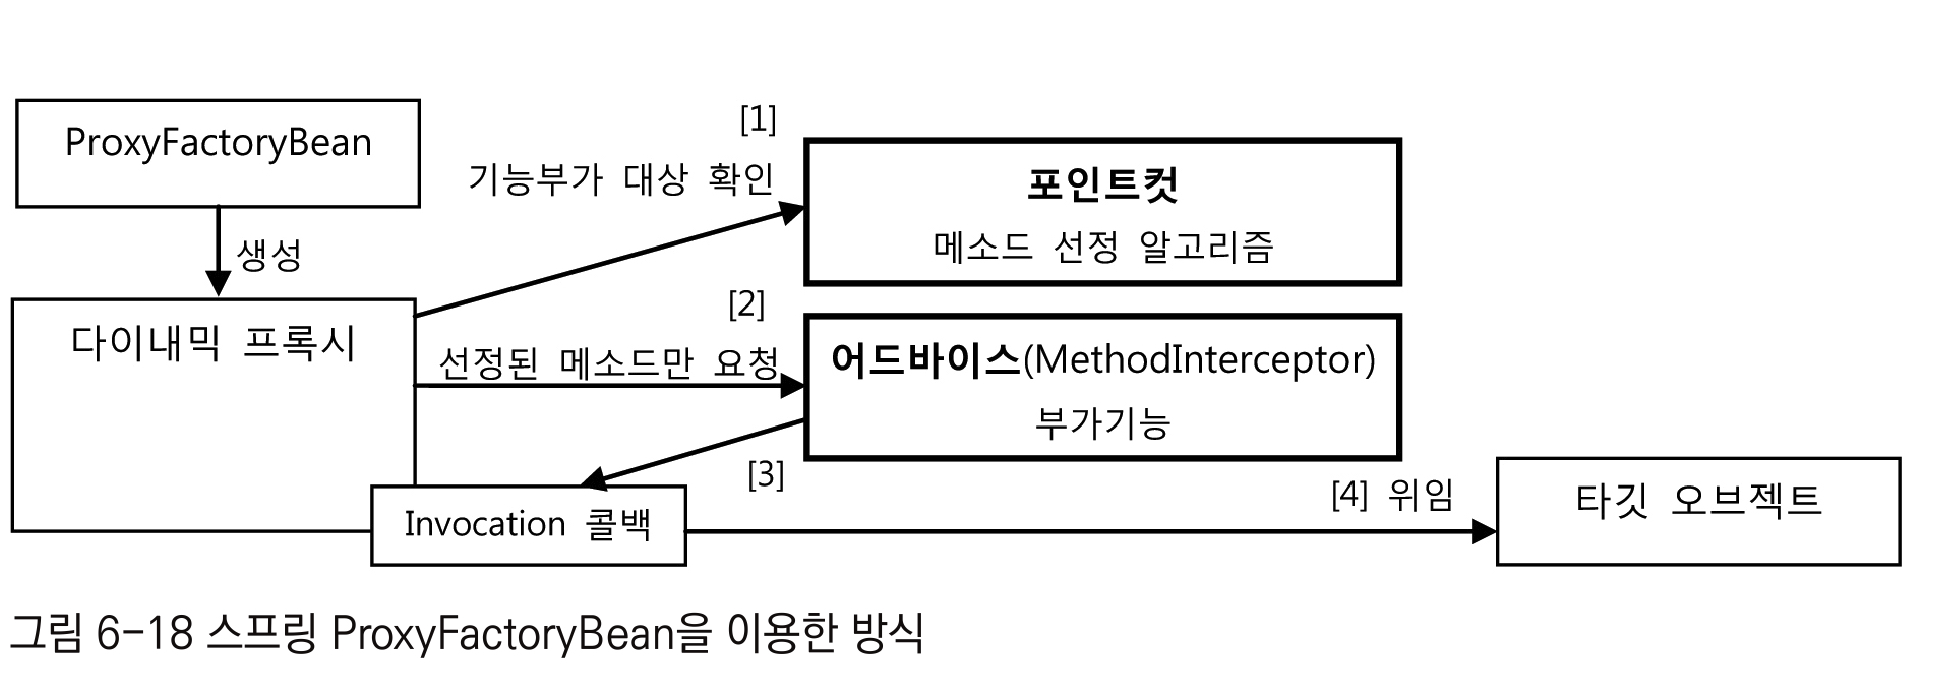 ProxyFactoryBean
생성
다이내믹 프록시
[1]
기능부가 대상 확인
포인트컷
메소드 선정 알고리즘
[2]
선정된 메소드만 요청
어드바이스(MethodInterceptor)
부가기능
[3]
Invocation 콜백
[4] 위임
타깃 오브젝트
그림 6-18 스프링 ProxyFactoryBean을 이용한 방식